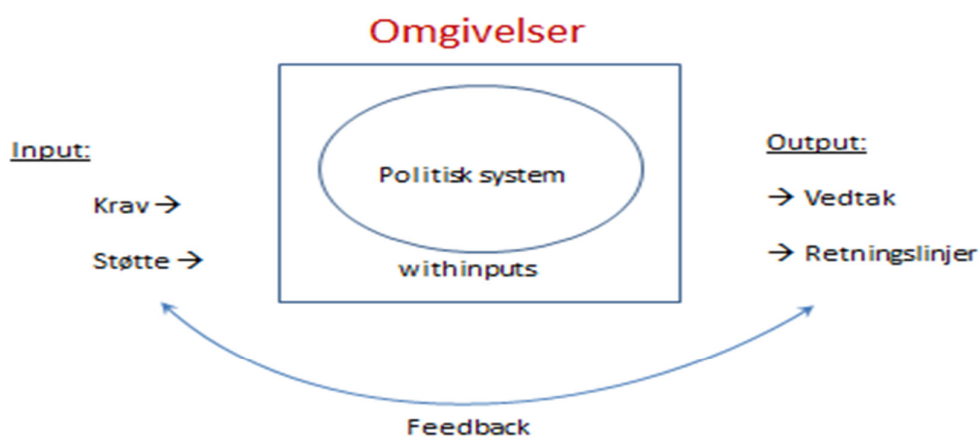 Omgivelser
Input:
Krav →
Støtte →
Politisk system
withinputs
Output:
→ Vedtak
→ Retningslinjer
Feedback